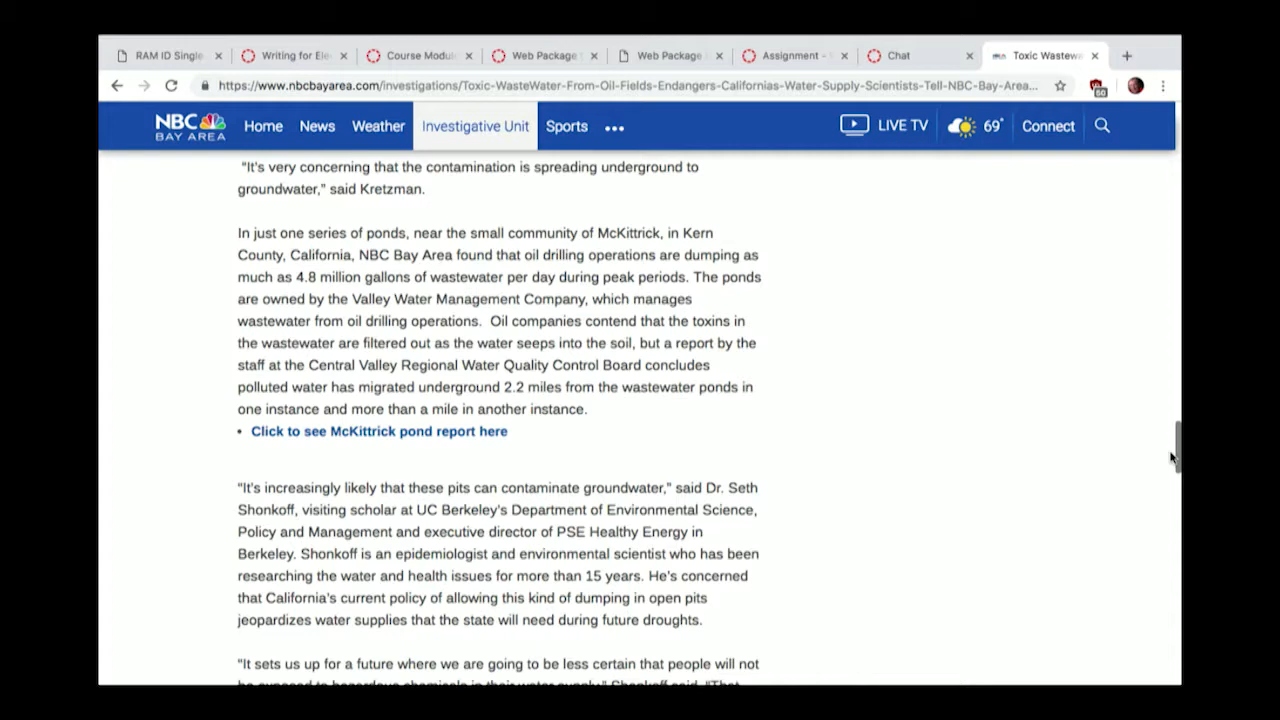 RAM ID Single
Writing for Ele
Course Modul
Web Package
Web Package
Assignment -
Chat
Toxic Wastewa
https://www.nbcbayarea.com/investigations/Toxic-WasteWater-From-Oil-Fields-Endangers-Californias-Water-Supply-Scientists-Tell-NBC-Bay-Area...
60
NBC
BAY AREA
Home
News
Weather
Investigative Unit
Sports
•••
LIVE TV
69°
Connect
“It's very concerning that the contamination is spreading underground to
groundwater,” said Kretzman.
In just one series of ponds, near the small community of McKittrick, in Kern
County, California, NBC Bay Area found that oil drilling operations are dumping as
much as 4.8 million gallons of wastewater per day during peak periods. The ponds
are owned by the Valley Water Management Company, which manages
wastewater from oil drilling operations.  Oil companies contend that the toxins in
the wastewater are filtered out as the water seeps into the soil, but a report by the
staff at the Central Valley Regional Water Quality Control Board concludes
polluted water has migrated underground 2.2 miles from the wastewater ponds in
one instance and more than a mile in another instance.
• Click to see McKittrick pond report here
“It's increasingly likely that these pits can contaminate groundwater,” said Dr. Seth
Shonkoff, visiting scholar at UC Berkeley's Department of Environmental Science,
Policy and Management and executive director of PSE Healthy Energy in
Berkeley. Shonkoff is an epidemiologist and environmental scientist who has been
researching the water and health issues for more than 15 years. He's concerned
that California's current policy of allowing this kind of dumping in open pits
jeopardizes water supplies that the state will need during future droughts.
“It sets us up for a future where we are going to be less certain that people will not
be exposed to hazardous chemicals in their water supply,” Shonkoff said. “That